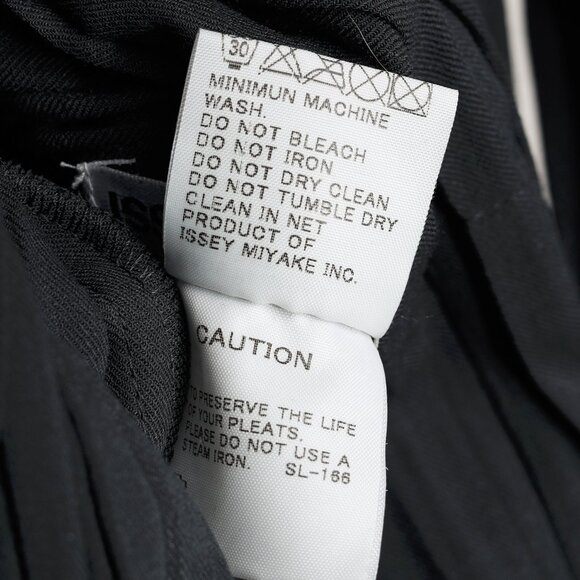 30
MINIMUN MACHINE
WASH.
DO NOT BLEACH
DO NOT IRON
DO NOT DRY CLEAN
DO NOT TUMBLE DRY
CLEAN IN NET
PRODUCT OF
ISSEY MIYAKE INC.
ISS
CAUTION
TO PRESERVE THE LIFE
OF YOUR PLEATS.
PLEASE DO NOT USE A
STEAM IRON. SL-166